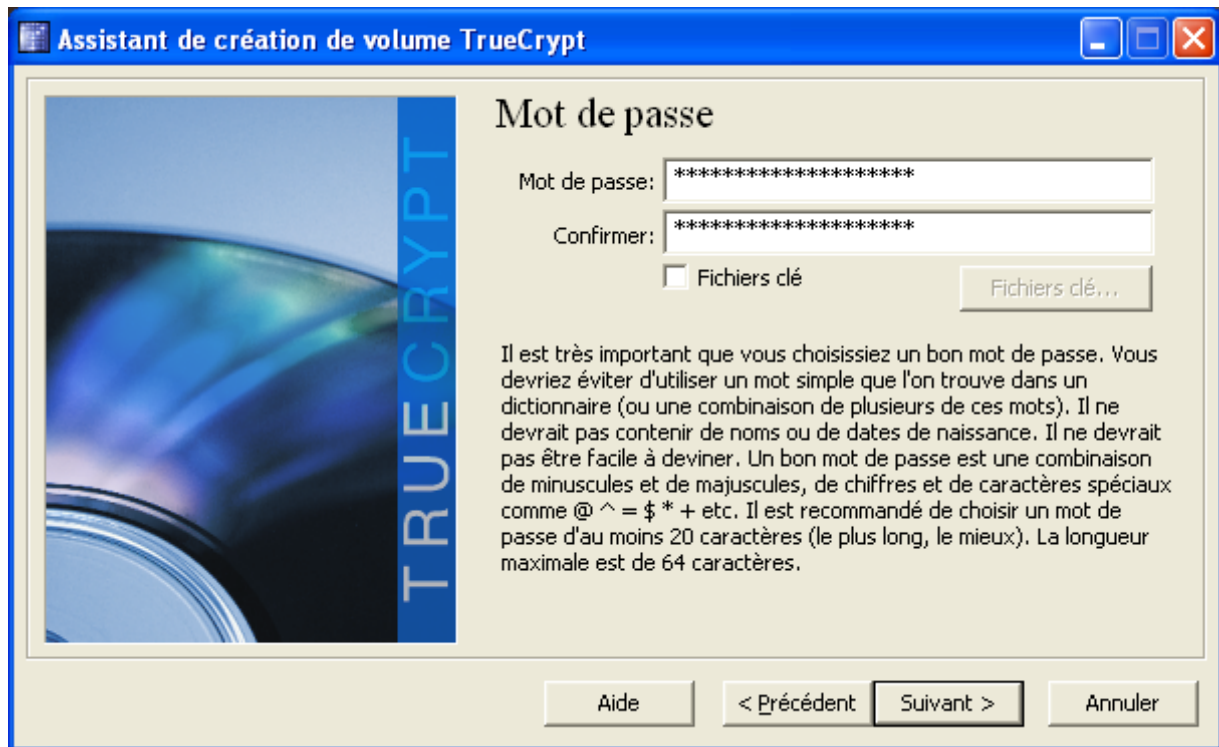 Assistant de création de volume TrueCrypt
TRUECRYPT
Mot de passe
Mot de passe: ********************
Confirmer: ********************
Fichiers clé
Fichiers clé...
Il est très important que vous choisissiez un bon mot de passe. Vous
devriez éviter d'utiliser un mot simple que l'on trouve dans un
dictionnaire (ou une combinaison de plusieurs de ces mots). Il ne
devrait pas contenir de noms ou de dates de naissance. Il ne devrait
pas être facile à deviner. Un bon mot de passe est une combinaison
de minuscules et de majuscules, de chiffres et de caractères spéciaux
comme @ ^ = $ * + etc. Il est recommandé de choisir un mot de
passe d'au moins 20 caractères (le plus long, le mieux). La longueur
maximale est de 64 caractères.
Aide
< Précédent
Suivant >
Annuler